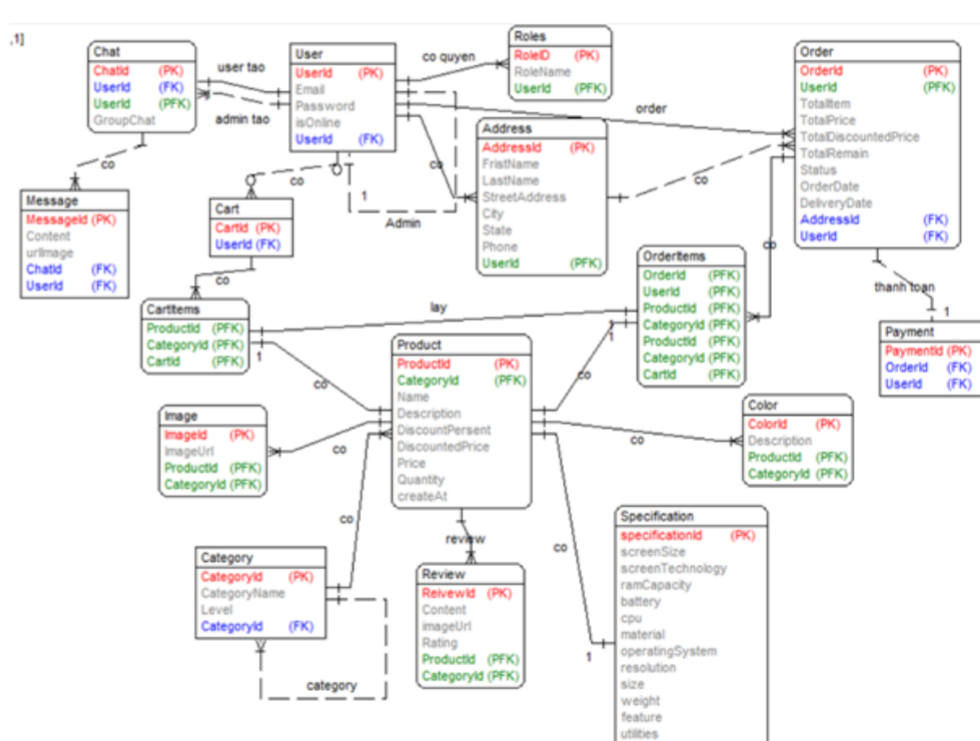 ,1]
Chat
ChatId (PK)
UserId (FK)
UserId (PFK)
GroupChat
user tao
admin tao
User
UserId (PK)
Email
Password
isOnline
UserId (FK)
co quyen
Roles
RoleID (PK)
RoleName
UserId (PFK)
order
Order
OrderId (PK)
UserId (PFK)
TotalItem
TotalPrice
TotalDiscountedPrice
TotalRemain
Status
OrderDate
DeliveryDate
AddressId (FK)
UserId (FK)
Address
AddressId (PK)
FristName
LastName
StreetAddress
City
State
Phone
UserId (PFK)
co
co
co
co
1
Admin
Message
MessageId (PK)
Content
urlImage
ChatId (FK)
UserId (FK)
Cart
CartId (PK)
UserId (FK)
co
co
OrderItems
OrderId (PFK)
UserId (PFK)
ProductId (PFK)
CategoryId (PFK)
ProductId (PFK)
CategoryId (PFK)
CartId (PFK)
thanh toan
1
Payment
PaymentId (PK)
OrderId (FK)
UserId (FK)
CartItems
ProductId (PFK)
CategoryId (PFK)
CartId (PFK)
lay
1
1
co
co
Product
ProductId (PK)
CategoryId (PFK)
Name
Description
DiscountPersent
DiscountedPrice
Price
Quantity
createAt
Image
ImageId (PK)
ImageUrl
ProductId (PFK)
CategoryId (PFK)
co
co
Color
ColorId (PK)
Description
ProductId (PFK)
CategoryId (PFK)
co
review
co
1
Category
CategoryId (PK)
CategoryName
Level
CategoryId (FK)
category
Review
ReivewId (PK)
Content
imageUrl
Rating
ProductId (PFK)
CategoryId (PFK)
Specification
specificationId (PK)
screenSize
screenTechnology
ramCapacity
battery
cpu
material
operatingSystem
resolution
size
weight
feature
utilities